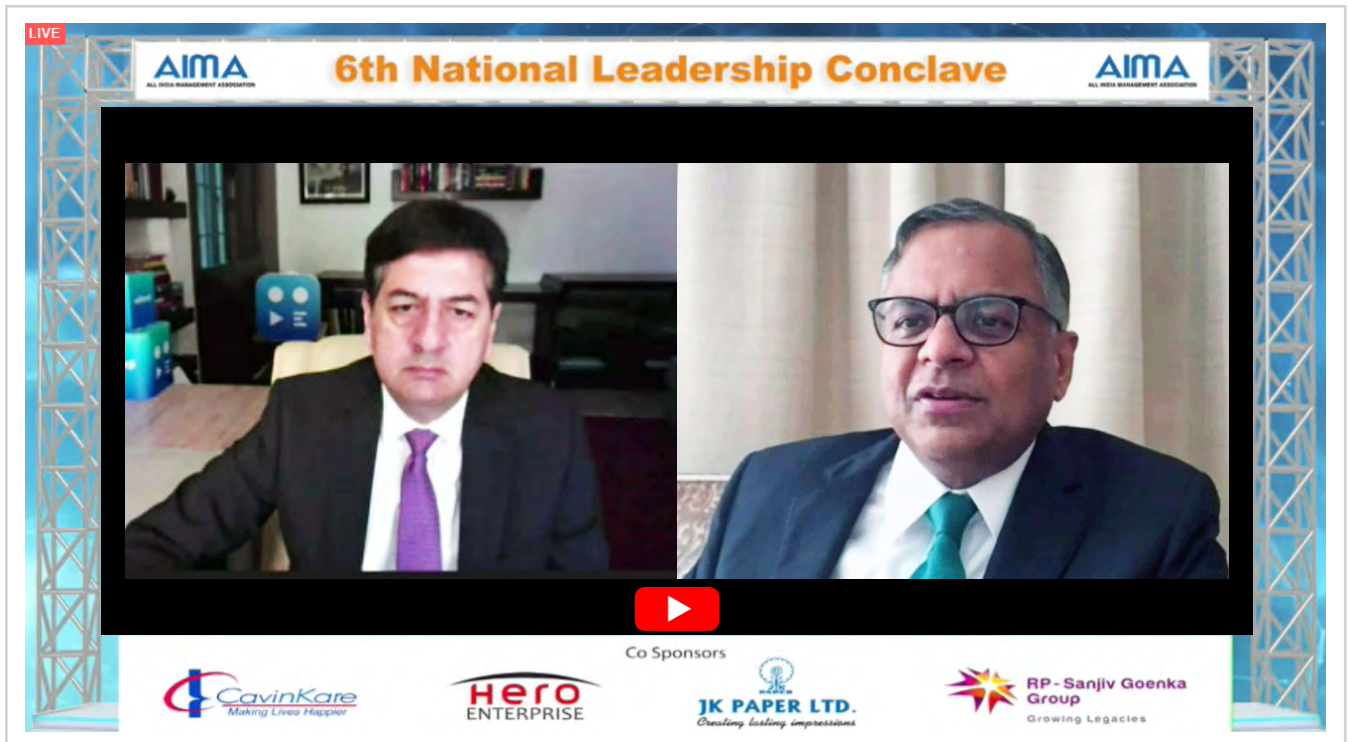 LIVE
AIMA
ALL INDIA MANAGEMENT ASSOCIATION
6th National Leadership Conclave
AIMA
ALL INDIA MANAGEMENT ASSOCIATION
Co Sponsors
CavinKare
Making Lives Happier
Hero
ENTERPRISE
PAPER
JK PAPER LTD.
Creating lasting impressions
RP-Sanjiv Goenka
Group
Growing Legacies